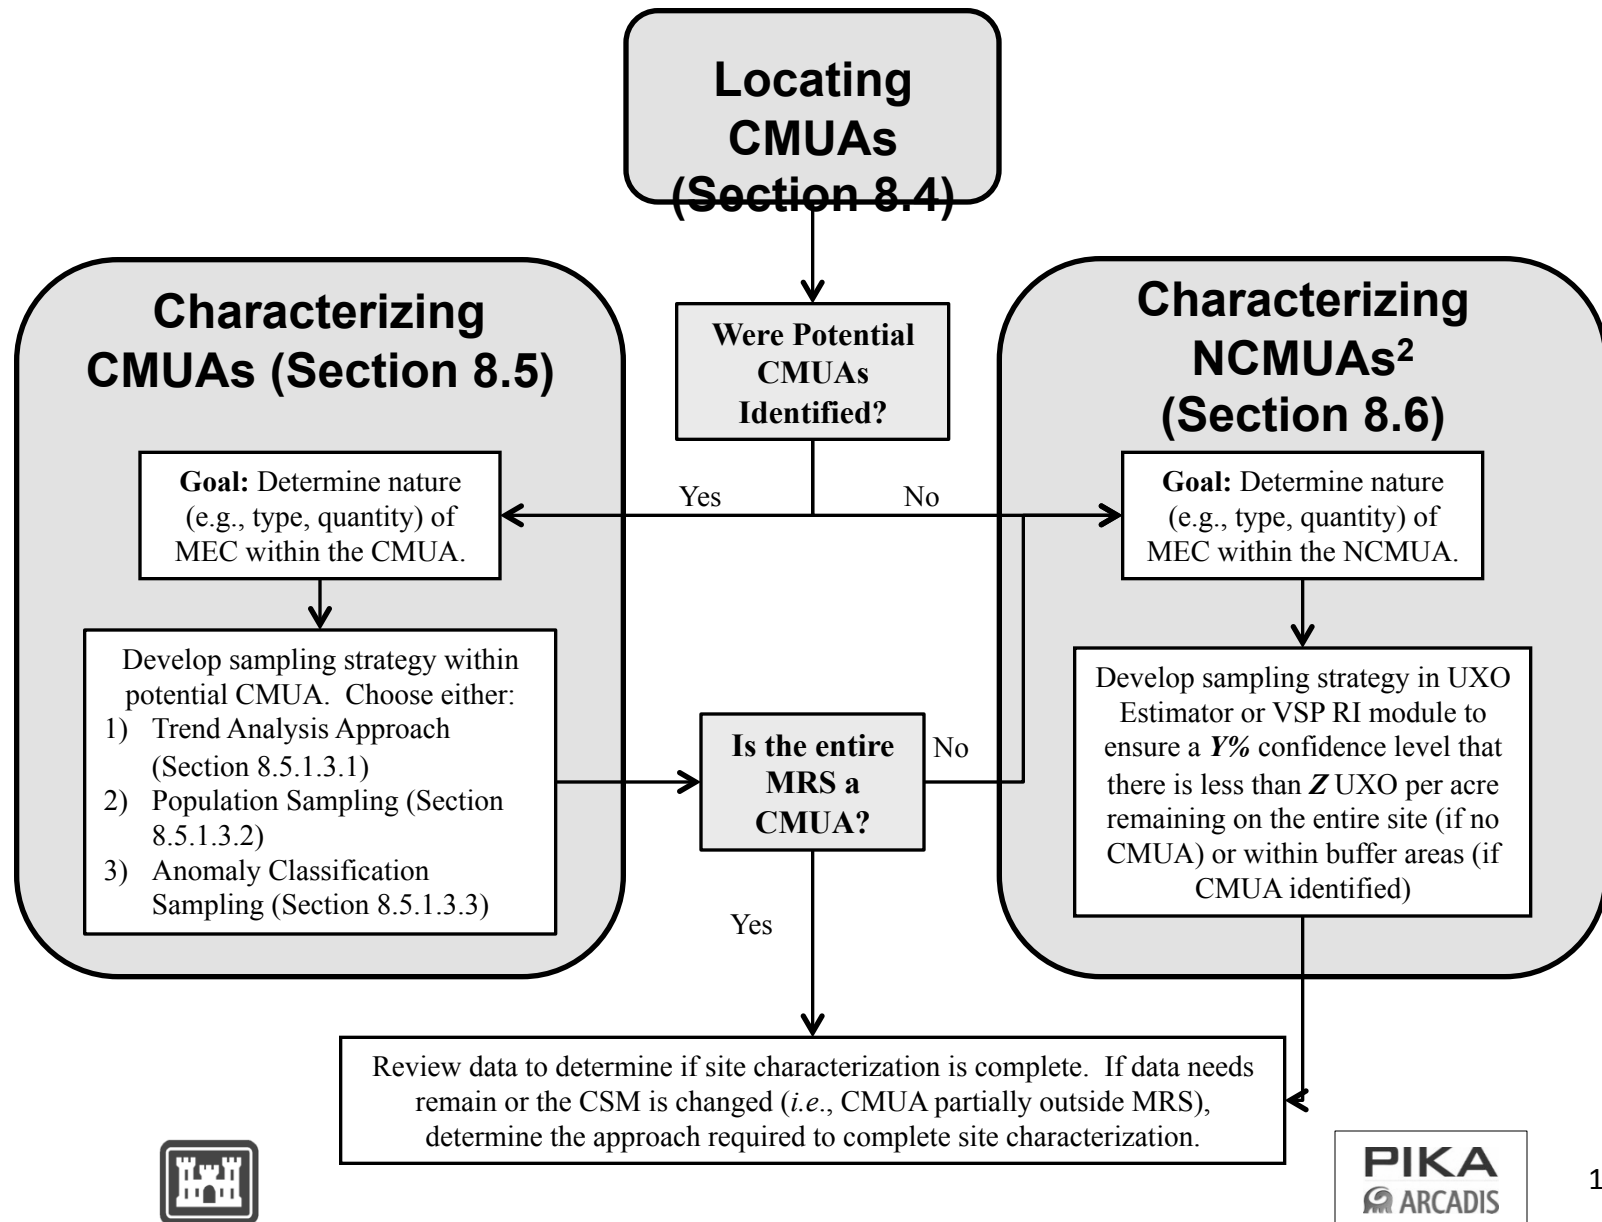 Locating
CMUAs
(Section 8.4)
Characterizing
CMUAs (Section 8.5)
Were Potential
CMUAs
Identified?
Characterizing
NCMUAs²
(Section 8.6)
Yes
No
Goal: Determine nature
(e.g., type, quantity) of
MEC within the CMUA.
Goal: Determine nature
(e.g., type, quantity) of
MEC within the NCMUA.
Develop sampling strategy within
potential CMUA. Choose either:
1) Trend Analysis Approach
(Section 8.5.1.3.1)
2) Population Sampling (Section
8.5.1.3.2)
3) Anomaly Classification
Sampling (Section 8.5.1.3.3)
Is the entire
MRS a
CMUA?
No
Yes
Develop sampling strategy in UXO
Estimator or VSP RI module to
ensure a Y% confidence level that
there is less than Z UXO per acre
remaining on the entire site (if no
CMUA) or within buffer areas (if
CMUA identified)
Review data to determine if site characterization is complete. If data needs
remain or the CSM is changed (i.e., CMUA partially outside MRS),
determine the approach required to complete site characterization.
PIKA
ARCADIS
1